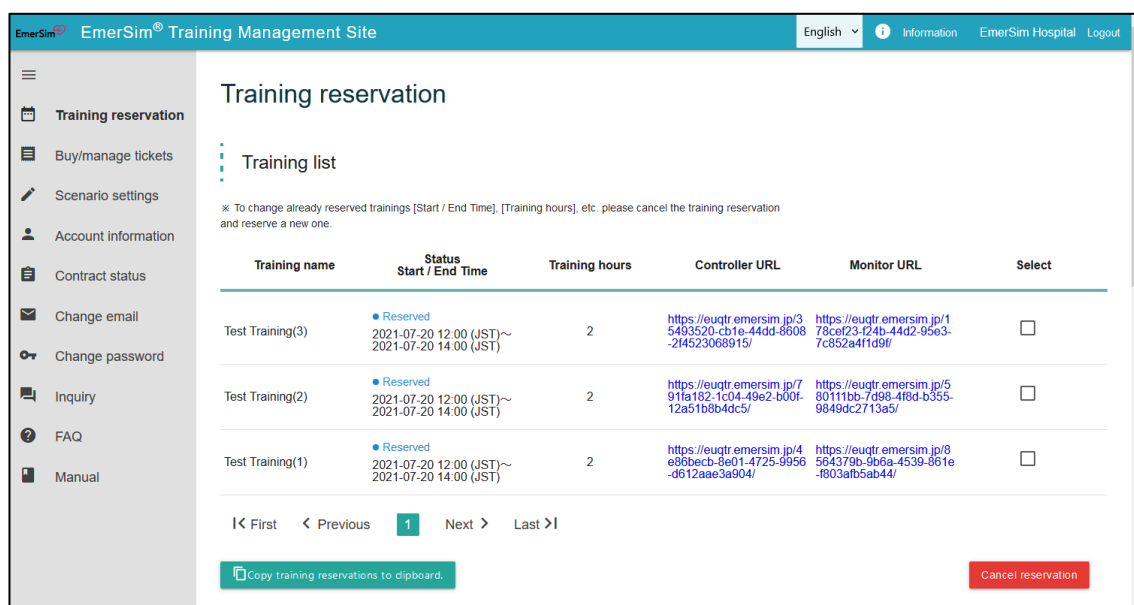 EmerSim EmerSim® Training Management Site English Information EmerSim Hospital Logout
Training reservation
Buy/manage tickets
Scenario settings
Account information
Contract status
Change email
Change password
Inquiry
FAQ
Manual
Training reservation
Training list
※ To change already reserved trainings [Start / End Time], [Training hours], etc. please cancel the training reservation
and reserve a new one.
Training name Status Start / End Time Training hours Controller URL Monitor URL Select
Test Training(3)
Reserved
2021-07-20 12:00 (JST)~
2021-07-20 14:00 (JST)
2
https://euqtr.emersim.jp/3
5493520-cb1e-44dd-8608
-2f4523068915/
https://euqtr.emersim.jp/1
78cef23-f24b-44d2-95e3-
7c852a4f1d9f/
Test Training(2)
Reserved
2021-07-20 12:00 (JST)~
2021-07-20 14:00 (JST)
2
https://euqtr.emersim.jp/7
91fa182-1c04-49e2-b00f-
12a51b8b4dc5/
https://euqtr.emersim.jp/5
80111bb-7d98-4f8d-b355-
9849dc2713a5/
Test Training(1)
Reserved
2021-07-20 12:00 (JST)~
2021-07-20 14:00 (JST)
2
https://euqtr.emersim.jp/4
e86becb-8e01-4725-9956
-d612aae3a904/
https://euqtr.emersim.jp/8
564379b-9b6a-4539-861e
-f803afb5ab44/
First Previous 1 Next Last
Copy training reservations to clipboard. Cancel reservation